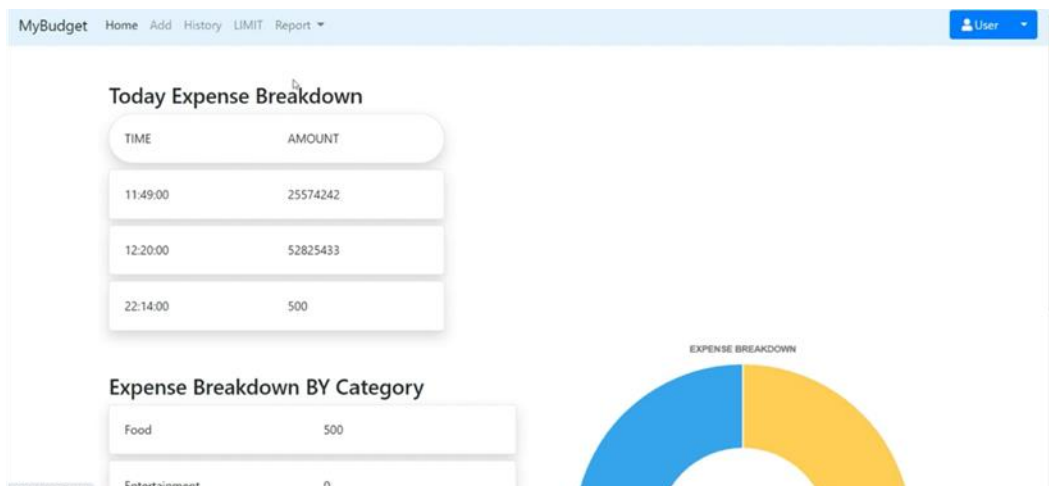 MyBudget Home Add History LIMIT Report User
Today Expense Breakdown
TIME AMOUNT
11:49:00 25574242
12:20:00 52825433
22:14:00 500
EXPENSE BREAKDOWN
Expense Breakdown BY Category
Food 500
Entertainment 0